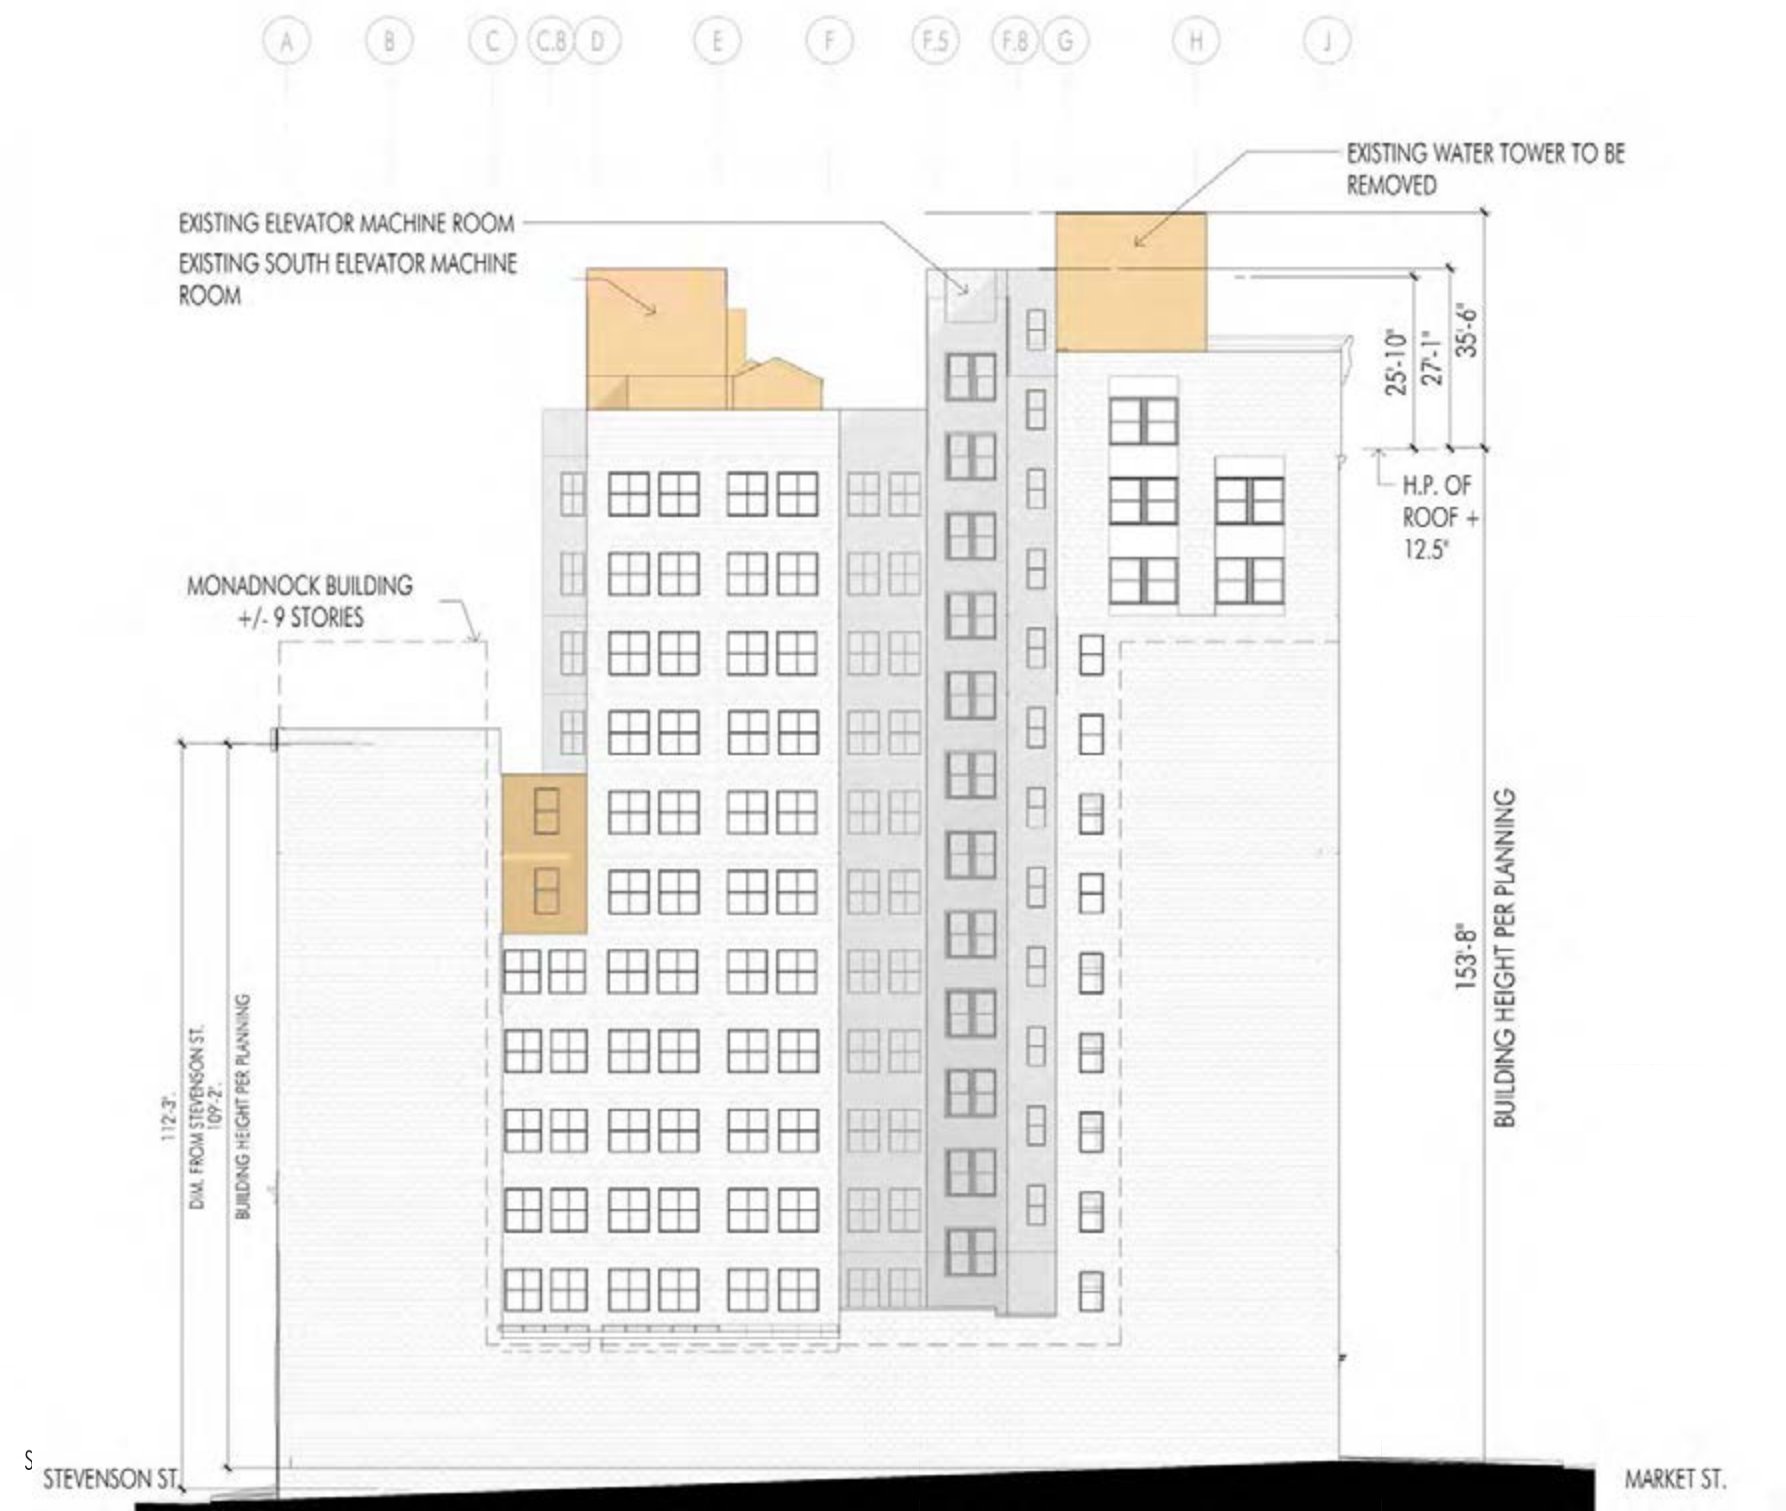 A B C C.8 D E F F.5 F.8 G H J
EXISTING WATER TOWER TO BE
REMOVED
EXISTING ELEVATOR MACHINE ROOM
EXISTING SOUTH ELEVATOR MACHINE
ROOM
25'-10"
27'-1"
35'-6"
H.P. OF
ROOF +
12.5"
MONADNOCK BUILDING
+/- 9 STORIES
153'-8"
BUILDING HEIGHT PER PLANNING
112'-3".
DIM. FROM STEVENSON ST.
109'-2".
BUILDING HEIGHT PER PLANNING
S
STEVENSON ST.
MARKET ST.